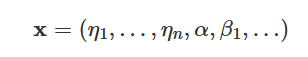 𝐱 = (η₁, . . . , ηₙ, α, β₁, . . .)